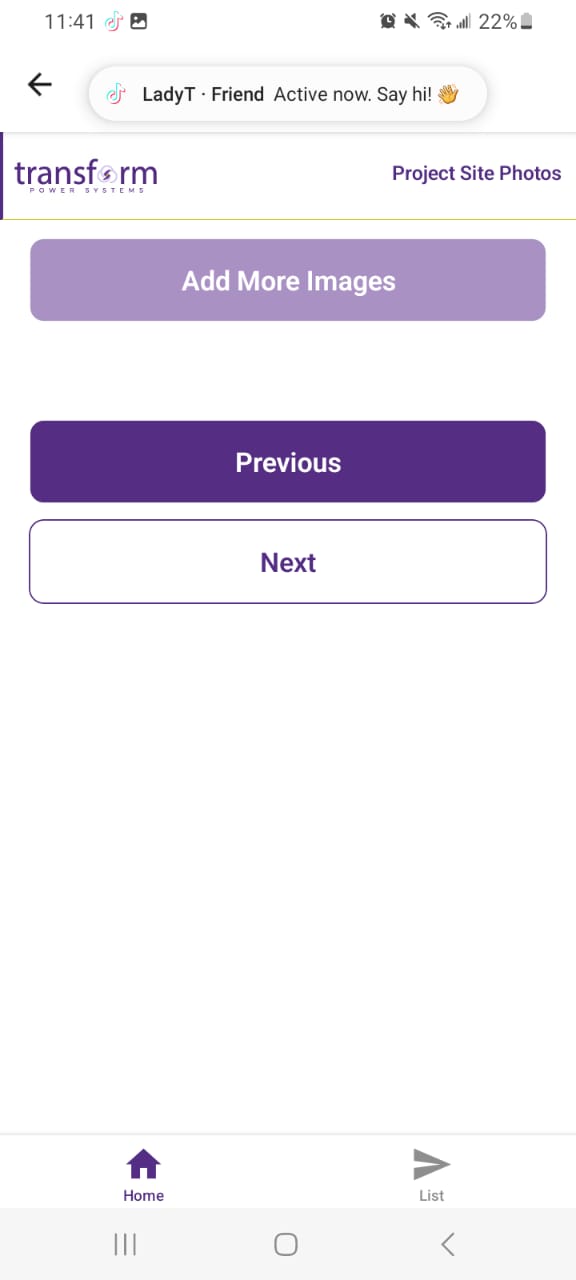 11:41
22%
LadyT · Friend Active now. Say hi! 👋
transform
POWER SYSTEMS
Project Site Photos
Add More Images
Previous
Next
Home
List